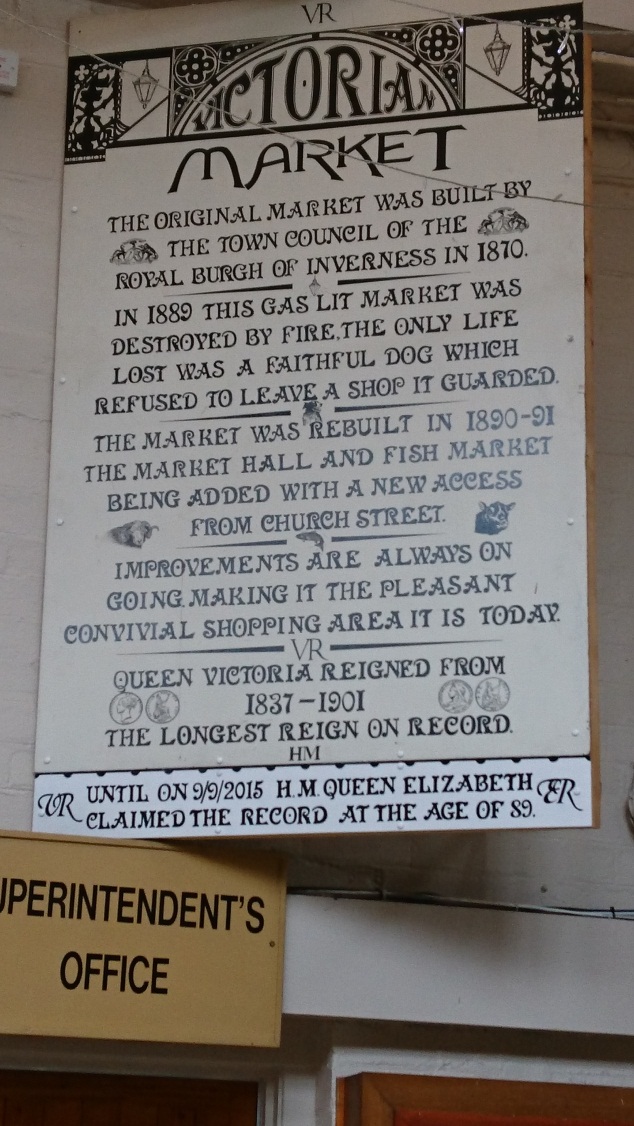 VR
VICTORIAN
MARKET
THE ORIGINAL MARKET WAS BUILT BY
THE TOWN COUNCIL OF THE
ROYAL BURGH OF INVERNESS IN 1870.
IN 1889 THIS GAS LIT MARKET WAS
DESTROYED BY FIRE,THE ONLY LIFE
LOST WAS A FAITHFUL DOG WHICH
REFUSED TO LEAVE A SHOP IT GUARDED.
THE MARKET WAS REBUILT IN 1890-91
THE MARKET HALL AND FISH MARKET
BEING ADDED WITH A NEW ACCESS
FROM CHURCH STREET.
IMPROVEMENTS ARE ALWAYS ON
GOING, MAKING IT THE PLEASANT
CONVIVIAL SHOPPING AREA IT IS TODAY.
VR
QUEEN VICTORIA REIGNED FROM
1837-1901
THE LONGEST REIGN ON RECORD.
HM
VR UNTIL ON 9/9/2015 H.M. QUEEN ELIZABETH ER
CLAIMED THE RECORD AT THE AGE OF 89.
UPERINTENDENT'S
OFFICE